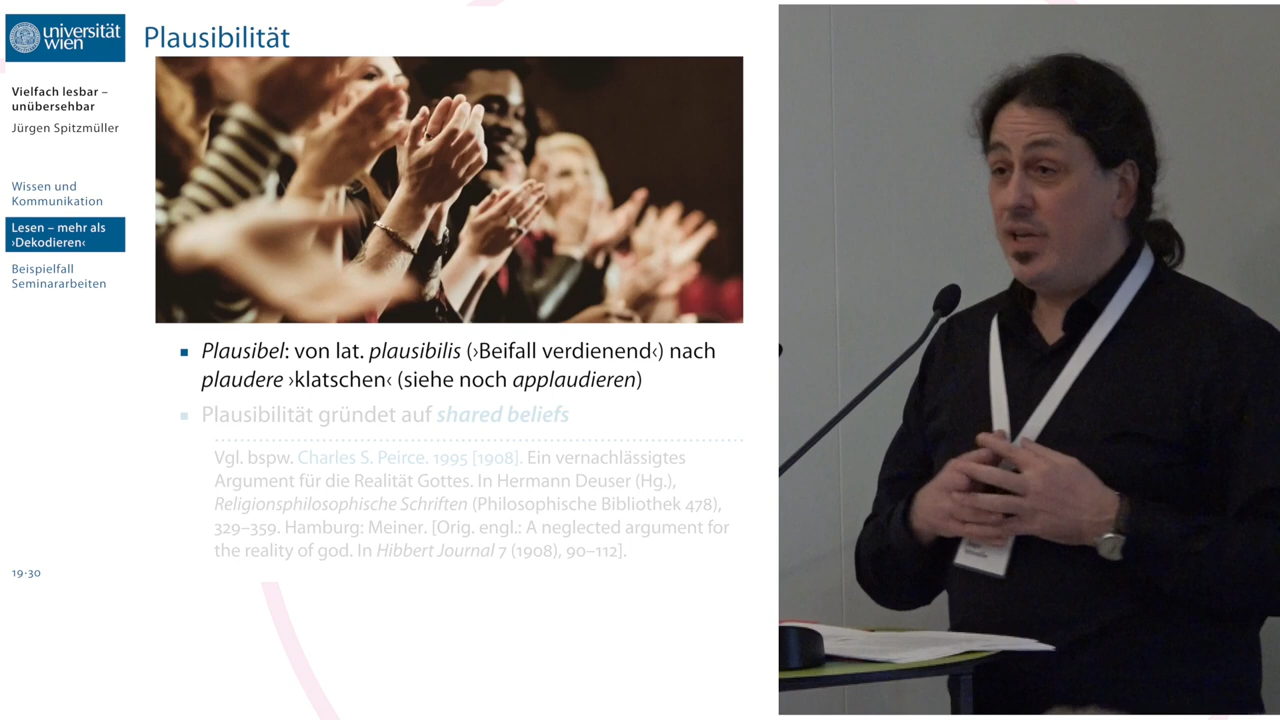 universität
wien
Plausibilität
Vielfach lesbar –
unübersehbar
Jürgen Spitzmüller
Wissen und
Kommunikation
Lesen – mehr als
›Dekodieren‹
Beispielfall
Seminararbeiten
Plausibel: von lat. plausibilis (›Beifall verdienend‹) nach
plaudere ›klatschen‹ (siehe noch applaudieren)
Plausibilität gründet auf shared beliefs
Vgl. bspw. Charles S. Peirce. 1995 [1908]. Ein vernachlässigtes
Argument für die Realität Gottes. In Hermann Deuser (Hg.),
Religionsphilosophische Schriften (Philosophische Bibliothek 478),
329–359. Hamburg: Meiner. [Orig. engl.: A neglected argument for
the reality of god. In Hibbert Journal 7 (1908), 90–112].
19·30